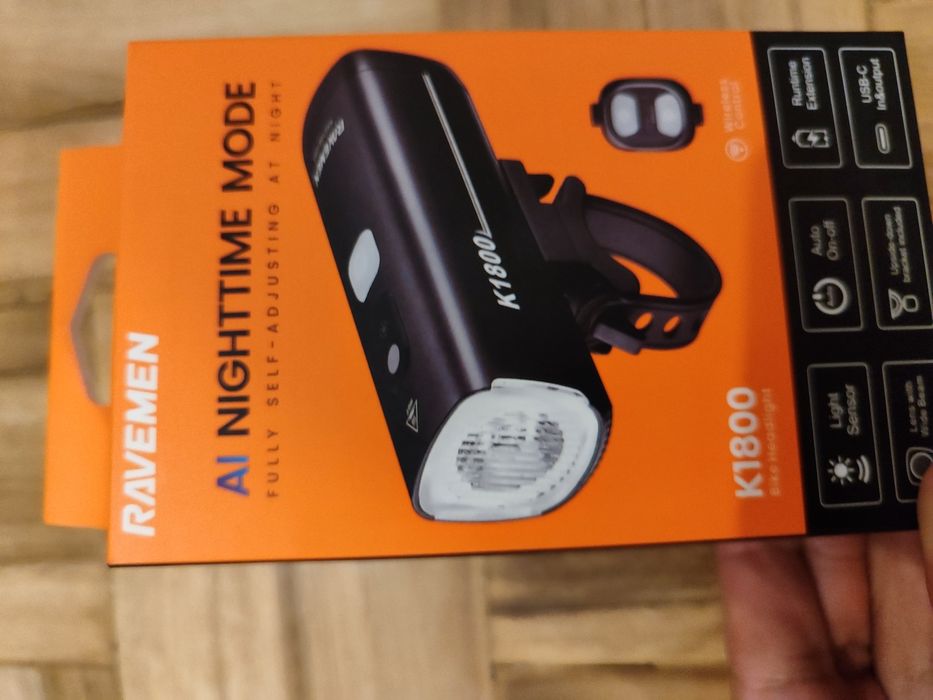 RAVEMEN
AI NIGHTTIME MODE
FULLY SELF-ADJUSTING AT NIGHT
RAVEMEN
K1800
Wireless
Control
K1800
Bike Headlight
Light
Sensor
Auto
On-off
Runtime
Extension
Lens with
Wide Beam
Upside-down
bracket included
USB-C
In&output